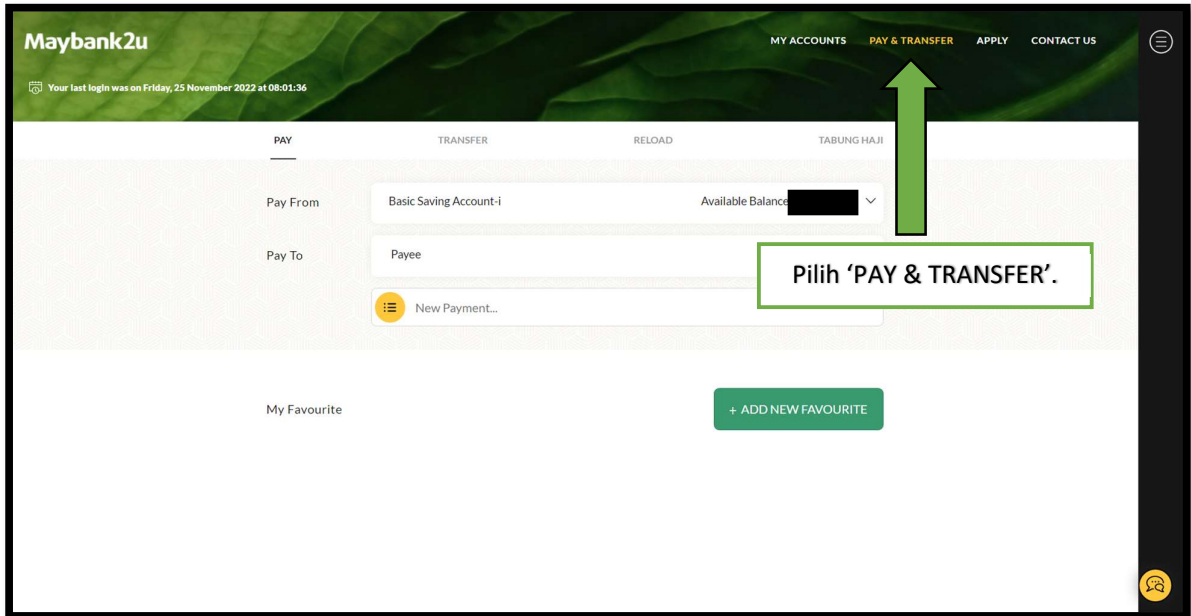 Maybank2u
MY ACCOUNTS PAY & TRANSFER APPLY CONTACT US
Your last login was on Friday, 25 November 2022 at 08:01:36
PAY TRANSFER RELOAD TABUNG HAJI
Pay From Basic Saving Account-i Available Balance
Pay To Payee
Pilih ‘PAY & TRANSFER’.
New Payment...
My Favourite + ADD NEW FAVOURITE